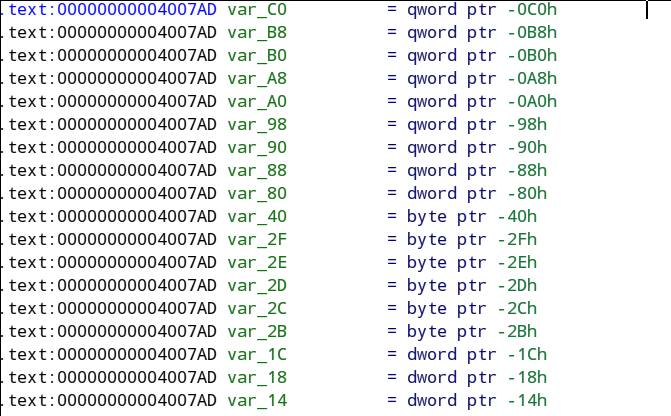 .text:00000000004007AD var_C0 = qword ptr -0C0h
.text:00000000004007AD var_B8 = qword ptr -0B8h
.text:00000000004007AD var_B0 = qword ptr -0B0h
.text:00000000004007AD var_A8 = qword ptr -0A8h
.text:00000000004007AD var_A0 = qword ptr -0A0h
.text:00000000004007AD var_98 = qword ptr -98h
.text:00000000004007AD var_90 = qword ptr -90h
.text:00000000004007AD var_88 = qword ptr -88h
.text:00000000004007AD var_80 = dword ptr -80h
.text:00000000004007AD var_40 = byte ptr -40h
.text:00000000004007AD var_2F = byte ptr -2Fh
.text:00000000004007AD var_2E = byte ptr -2Eh
.text:00000000004007AD var_2D = byte ptr -2Dh
.text:00000000004007AD var_2C = byte ptr -2Ch
.text:00000000004007AD var_2B = byte ptr -2Bh
.text:00000000004007AD var_1C = dword ptr -1Ch
.text:00000000004007AD var_18 = dword ptr -18h
.text:00000000004007AD var_14 = dword ptr -14h